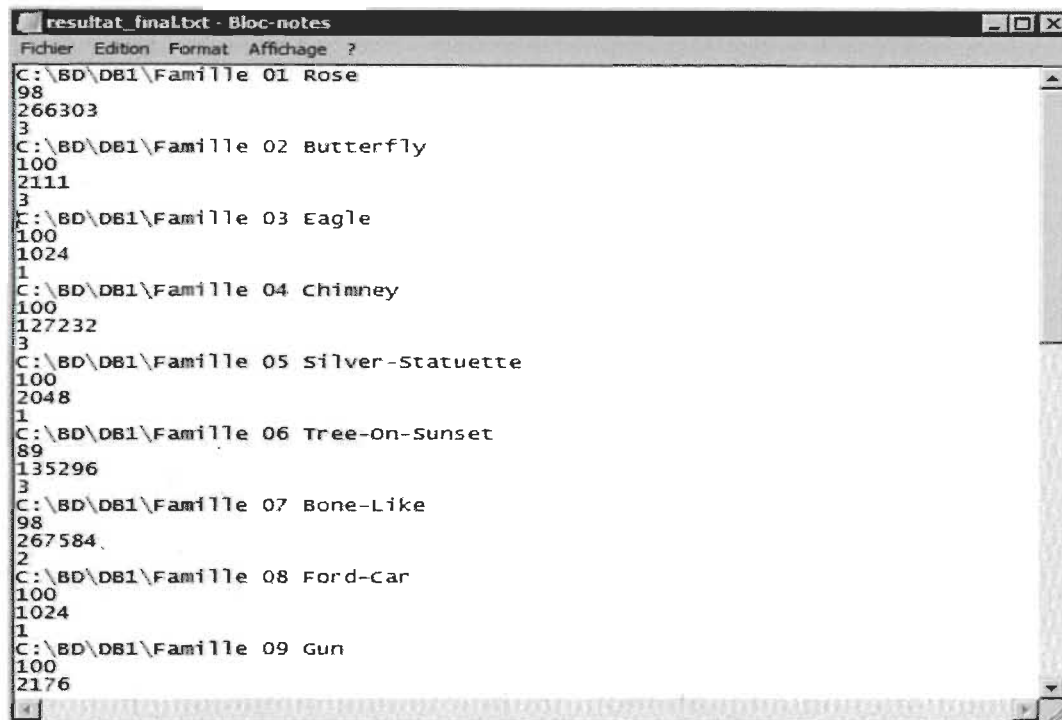 resultat_final.txt - Bloc-notes
Fichier Edition Format Affichage ?
C:\BD\DB1\Famille 01 Rose
98
266303
3
C:\BD\DB1\Famille 02 Butterfly
100
2111
3
C:\BD\DB1\Famille 03 Eagle
100
1024
1
C:\BD\DB1\Famille 04 Chimney
100
127232
3
C:\BD\DB1\Famille 05 Silver-Statuette
100
2048
1
C:\BD\DB1\Famille 06 Tree-On-Sunset
89
135296
3
C:\BD\DB1\Famille 07 Bone-Like
98
267584
2
C:\BD\DB1\Famille 08 Ford-Car
100
1024
1
C:\BD\DB1\Famille 09 Gun
100
2176